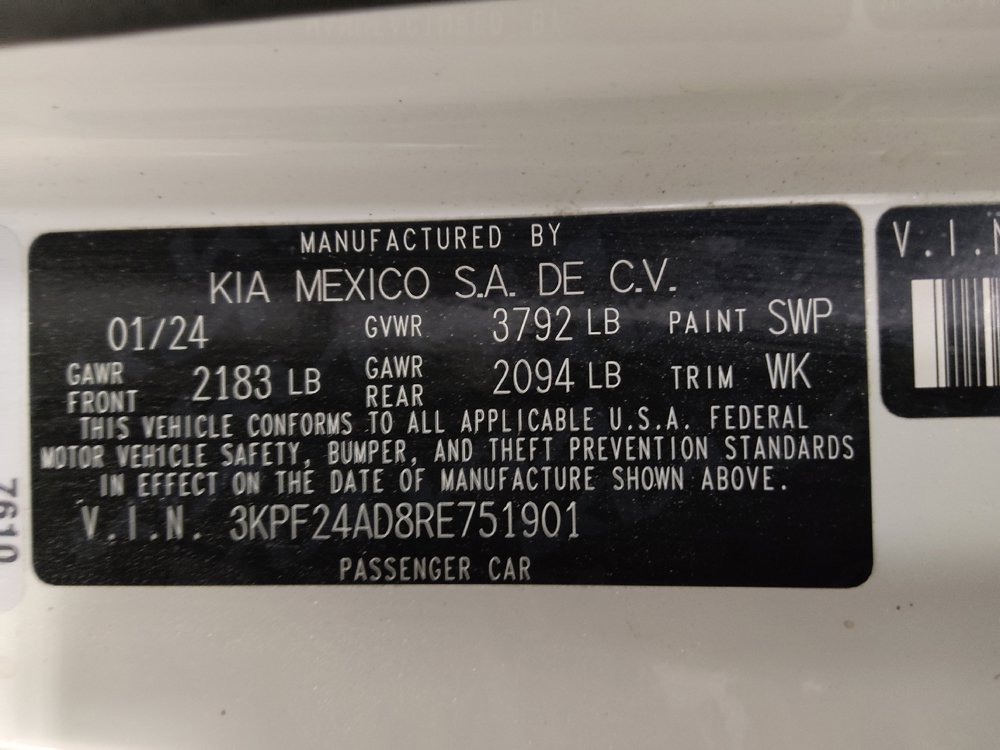 MANUFACTURED BY
KIA MEXICO S.A. DE C.V.
01/24 GVWR 3792 LB PAINT SWP
GAWR FRONT 2183 LB GAWR REAR 2094 LB TRIM WK
THIS VEHICLE CONFORMS TO ALL APPLICABLE U.S.A. FEDERAL
MOTOR VEHICLE SAFETY, BUMPER, AND THEFT PREVENTION STANDARDS
IN EFFECT ON THE DATE OF MANUFACTURE SHOWN ABOVE.
V.I.N. 3KPF24AD8RE751901
PASSENGER CAR
V.I.N
7610